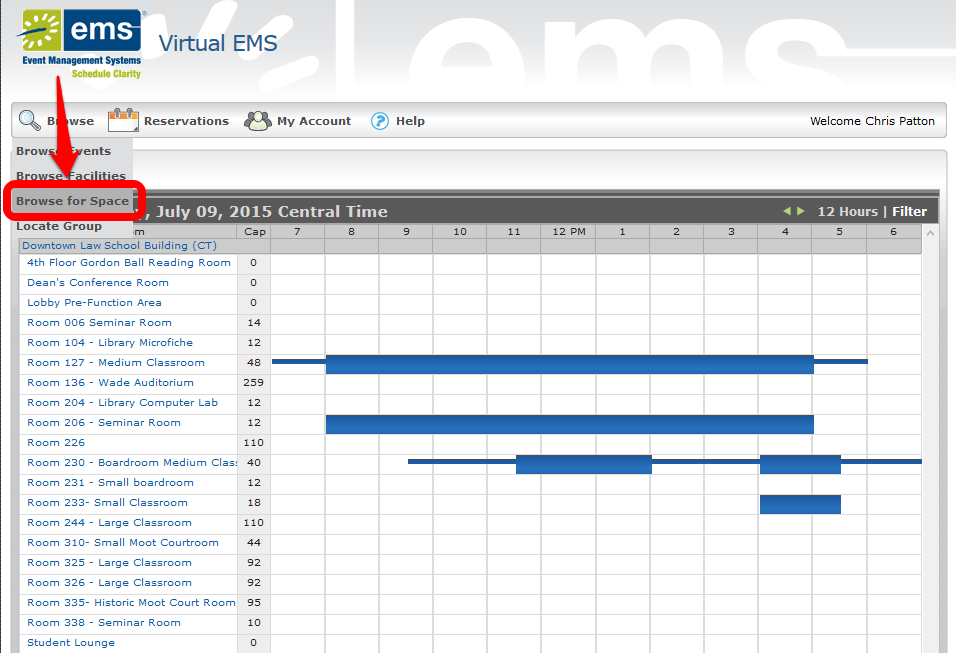 ems
Event Management Systems
Schedule Clarity
Virtual EMS
ems
Browse Reservations My Account ? Help Welcome Chris Patton
Browse Events
Browse Facilities
Browse for Space
Locate Group
, July 09, 2015 Central Time 12 Hours | Filter
Cap 7 8 9 10 11 12 PM 1 2 3 4 5 6
Downtown Law School Building (CT)
4th Floor Gordon Ball Reading Room 0
Dean's Conference Room 0
Lobby Pre-Function Area 0
Room 006 Seminar Room 14
Room 104 - Library Microfiche 12
Room 127 - Medium Classroom 48
Room 136 - Wade Auditorium 259
Room 204 - Library Computer Lab 12
Room 206 - Seminar Room 12
Room 226 110
Room 230 - Boardroom Medium Clas 40
Room 231 - Small boardroom 12
Room 233- Small Classroom 18
Room 244 - Large Classroom 110
Room 310- Small Moot Courtroom 44
Room 325 - Large Classroom 92
Room 326 - Large Classroom 92
Room 335- Historic Moot Court Room 95
Room 338 - Seminar Room 10
Student Lounge 0